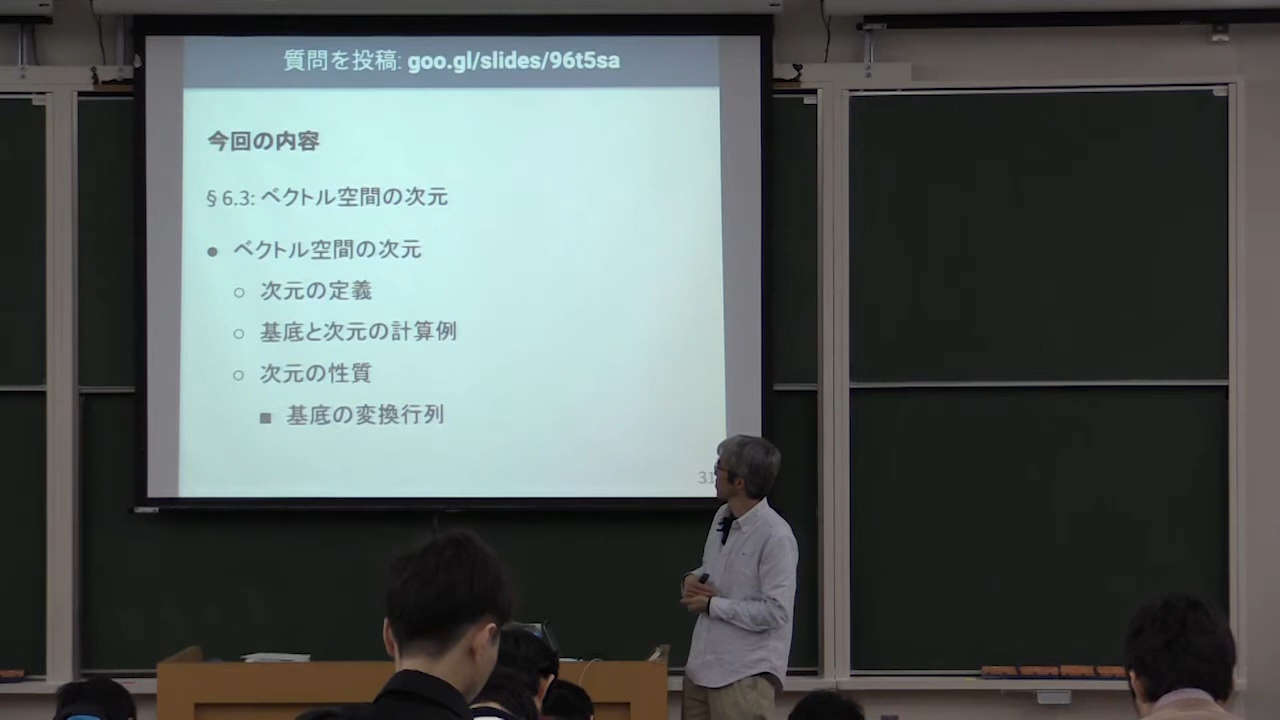 質問を投稿: goo.gl/slides/96t5sa
今回の内容
§ 6.3: ベクトル空間の次元
● ベクトル空間の次元
○ 次元の定義
○ 基底と次元の計算例
○ 次元の性質
■ 基底の変換行列
31